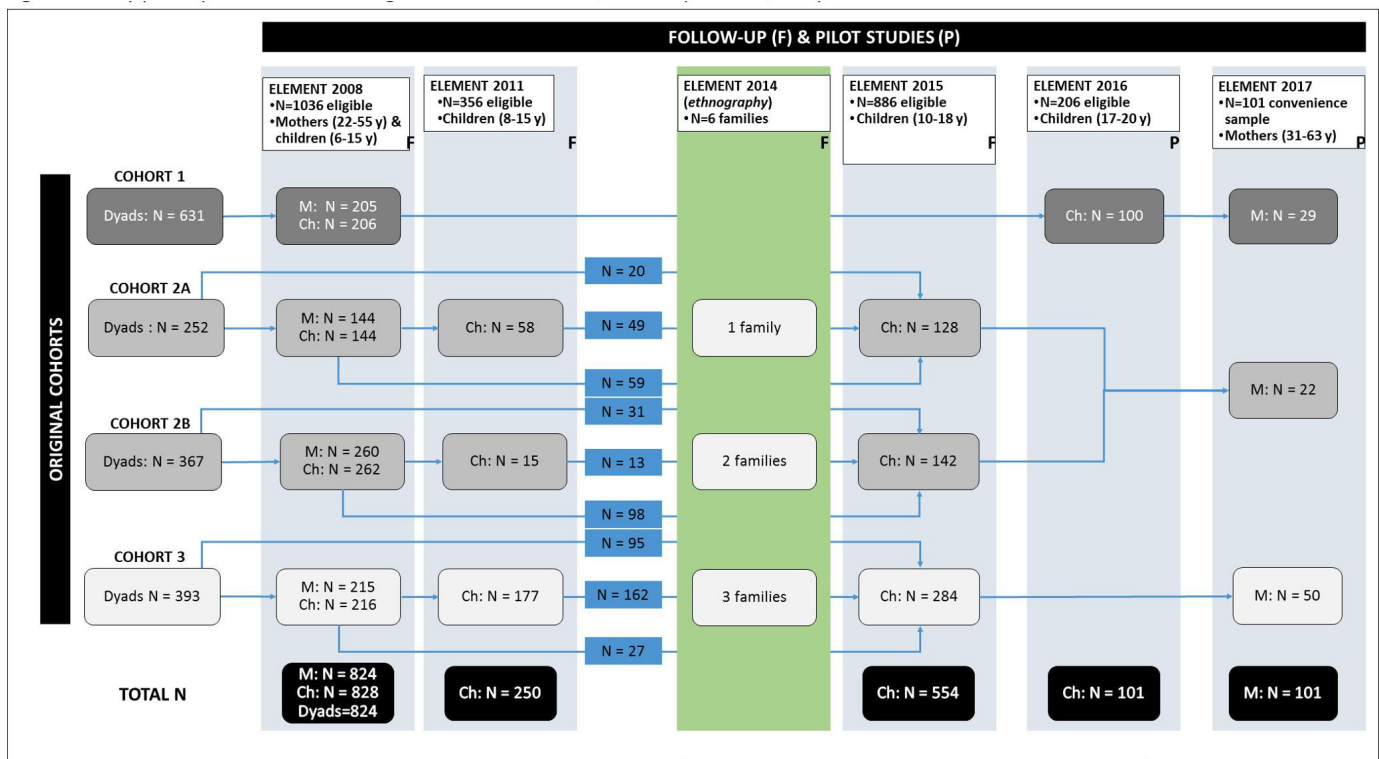 FOLLOW-UP (F) & PILOT STUDIES (P)
ELEMENT 2008
•N=1036 eligible
•Mothers (22-55 y) &
children (6-15 y)
F
ELEMENT 2011
•N=356 eligible
•Children (8-15 y)
F
ELEMENT 2014
(ethnography)
•N=6 families
F
ELEMENT 2015
•N=886 eligible
•Children (10-18 y)
F
ELEMENT 2016
•N=206 eligible
•Children (17-20 y)
P
ELEMENT 2017
•N=101 convenience
sample
•Mothers (31-63 y)
P
ORIGINAL COHORTS
COHORT 1
Dyads: N = 631
M: N = 205
Ch: N = 206
Ch: N = 100
M: N = 29
N = 20
COHORT 2A
Dyads : N = 252
M: N = 144
Ch: N = 144
Ch: N = 58
N = 49
1 family
Ch: N = 128
N = 59
M: N = 22
N = 31
COHORT 2B
Dyads: N = 367
M: N = 260
Ch: N = 262
Ch: N = 15
N = 13
2 families
Ch: N = 142
N = 98
N = 95
COHORT 3
Dyads N = 393
M: N = 215
Ch: N = 216
Ch: N = 177
N = 162
3 families
Ch: N = 284
M: N = 50
N = 27
TOTAL N
M: N = 824
Ch: N = 828
Dyads=824
Ch: N = 250
Ch: N = 554
Ch: N = 101
M: N = 101